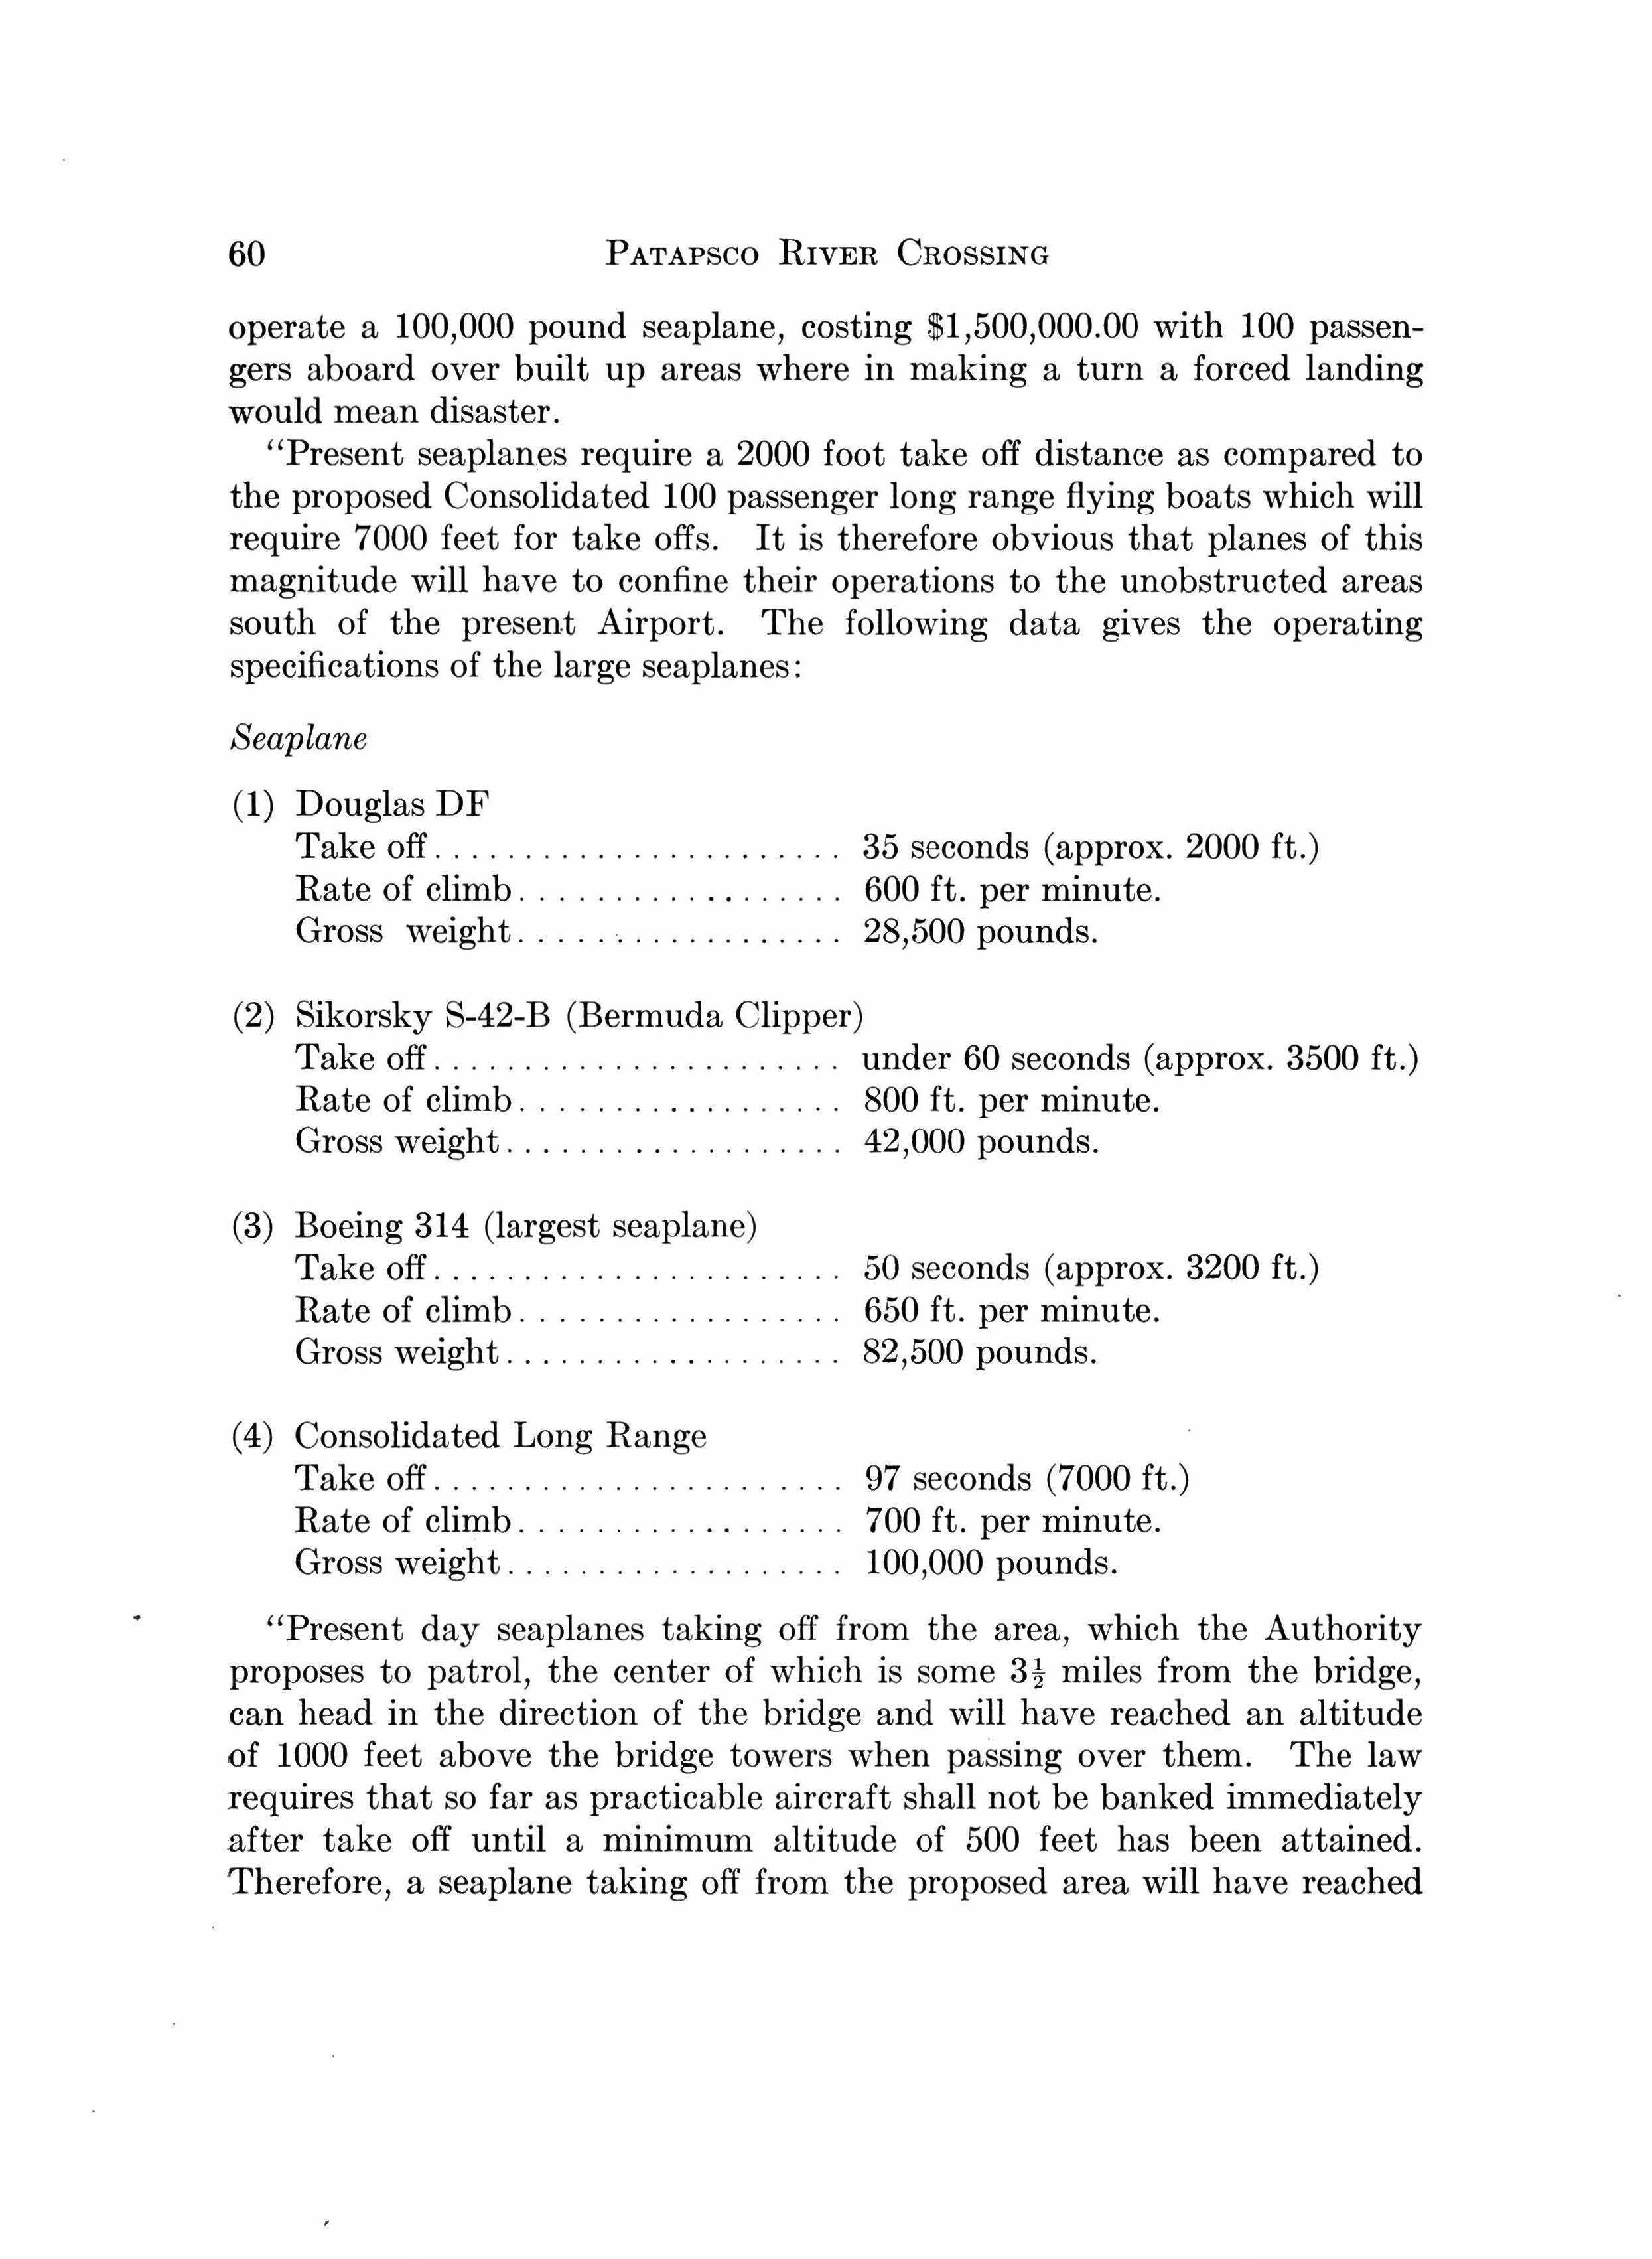 60 PATAPSCO RIVER CROSSING
operate a 100,000 pound seaplane, costing $1,500,000.00 with 100 passen-
gers aboard over built up areas where in making a turn a forced landing
would mean disaster.
“Present seaplanes require a 2000 foot take off distance as compared to
the proposed Consolidated 100 passenger long range flying boats which will
require 7000 feet for take offs. It is therefore obvious that planes of this
magnitude will have to confine their operations to the unobstructed areas
south of the present Airport. The following data gives the operating
specifications of the large seaplanes:
Seaplane
(1) Douglas DF
Take off. . . . . . . . . . . . . . . . . . . . . . . 35 seconds (approx. 2000 ft.)
Rate of climb. . . . . . . . . . . . . . . . . . 600 ft. per minute.
Gross weight. . . . . . . . . . . . . . . . . . 28,500 pounds.
(2) Sikorsky S-42-B (Bermuda Clipper)
Take off. . . . . . . . . . . . . . . . . . . . . . . under 60 seconds (approx. 3500 ft.)
Rate of climb. . . . . . . . . . . . . . . . . . 800 ft. per minute.
Gross weight. . . . . . . . . . . . . . . . . . . 42,000 pounds.
(3) Boeing 314 (largest seaplane)
Take off. . . . . . . . . . . . . . . . . . . . . . . 50 seconds (approx. 3200 ft.)
Rate of climb. . . . . . . . . . . . . . . . . . 650 ft. per minute.
Gross weight. . . . . . . . . . . . . . . . . . . 82,500 pounds.
(4) Consolidated Long Range
Take off. . . . . . . . . . . . . . . . . . . . . . . 97 seconds (7000 ft.)
Rate of climb. . . . . . . . . . . . . . . . . . 700 ft. per minute.
Gross weight. . . . . . . . . . . . . . . . . . . 100,000 pounds.
“Present day seaplanes taking off from the area, which the Authority
proposes to patrol, the center of which is some 3½ miles from the bridge,
can head in the direction of the bridge and will have reached an altitude
of 1000 feet above the bridge towers when passing over them. The law
requires that so far as practicable aircraft shall not be banked immediately
after take off until a minimum altitude of 500 feet has been attained.
Therefore, a seaplane taking off from the proposed area will have reached